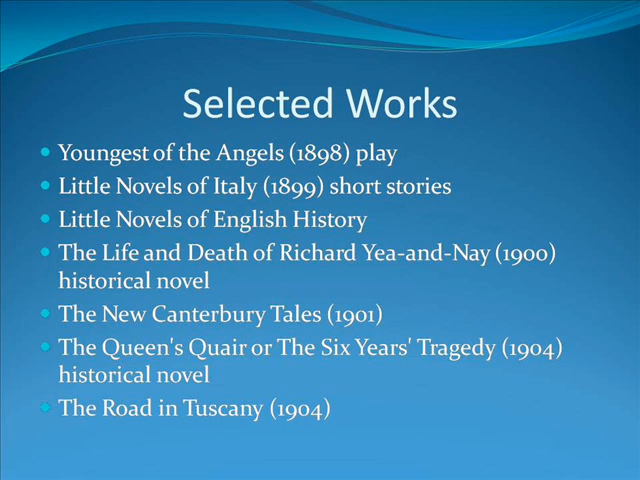 Selected Works
Youngest of the Angels (1898) play
Little Novels of Italy (1899) short stories
Little Novels of English History
The Life and Death of Richard Yea-and-Nay (1900)
historical novel
The New Canterbury Tales (1901)
The Queen's Quair or The Six Years' Tragedy (1904)
historical novel
The Road in Tuscany (1904)